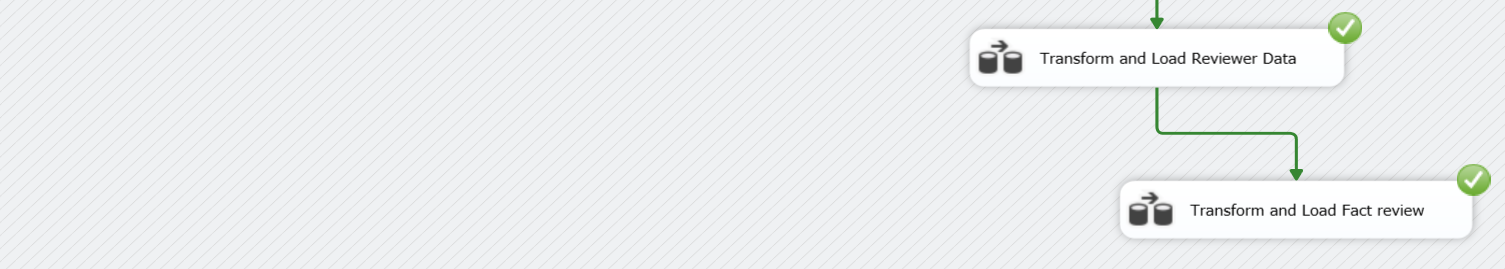 Transform and Load Reviewer Data
Transform and Load Fact review